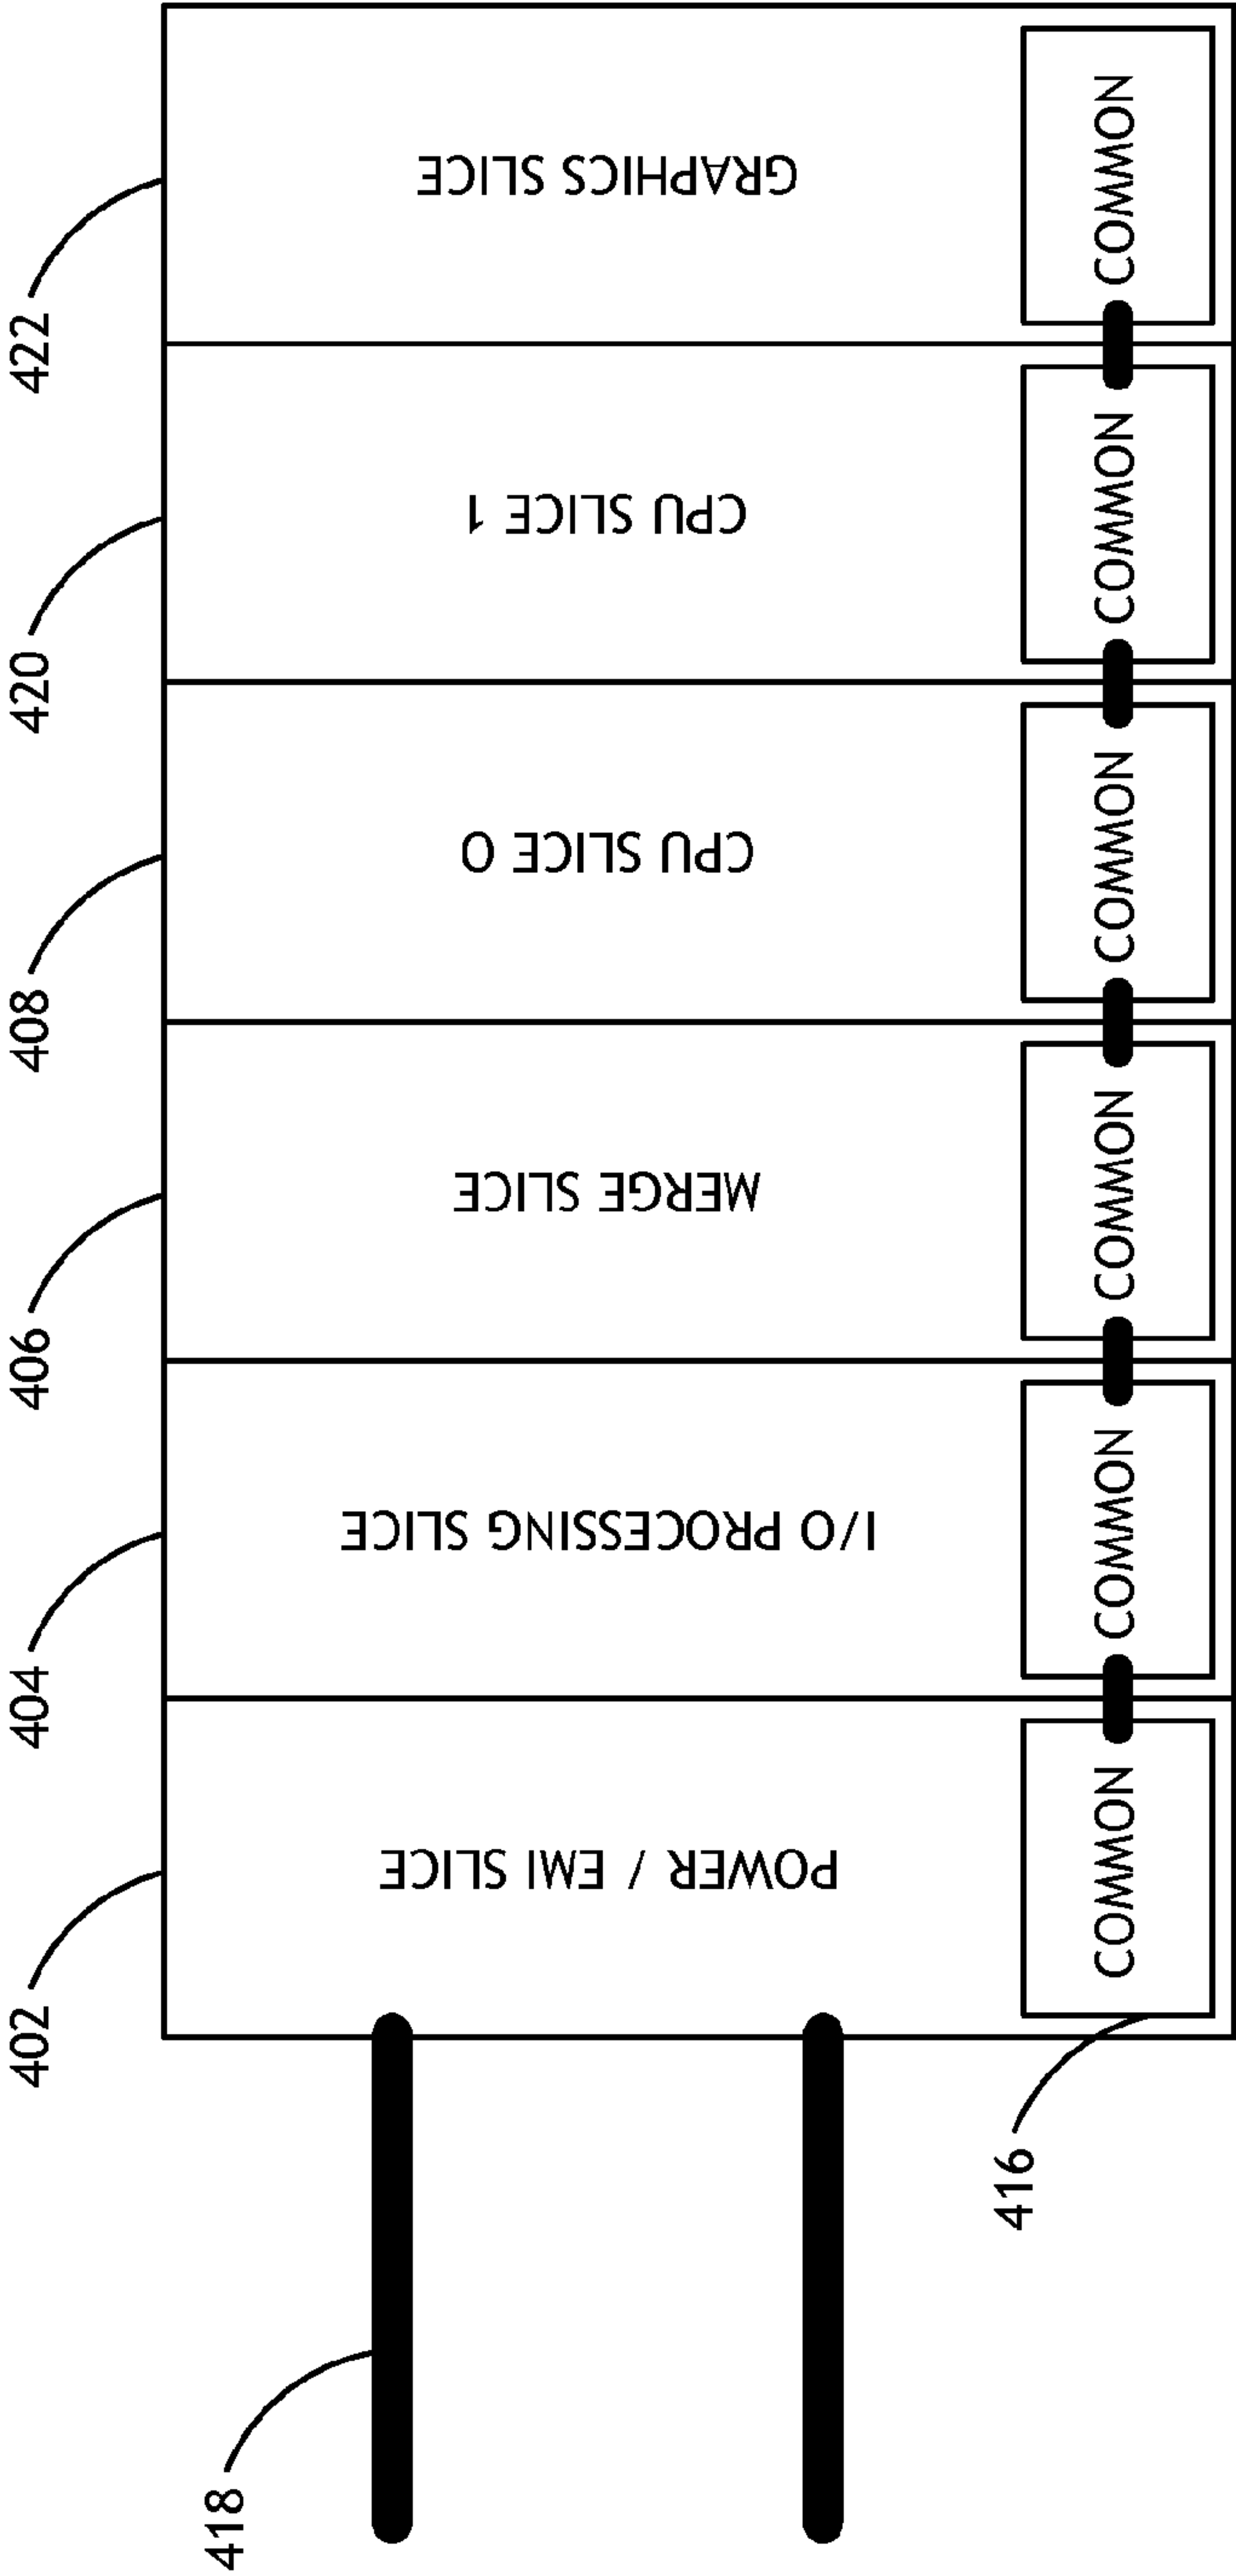 402
404
406
408
420
422
418
416
POWER / EMI SLICE
I/O PROCESSING SLICE
MERGE SLICE
CPU SLICE 0
CPU SLICE 1
GRAPHICS SLICE
COMMON
COMMON
COMMON
COMMON
COMMON
COMMON